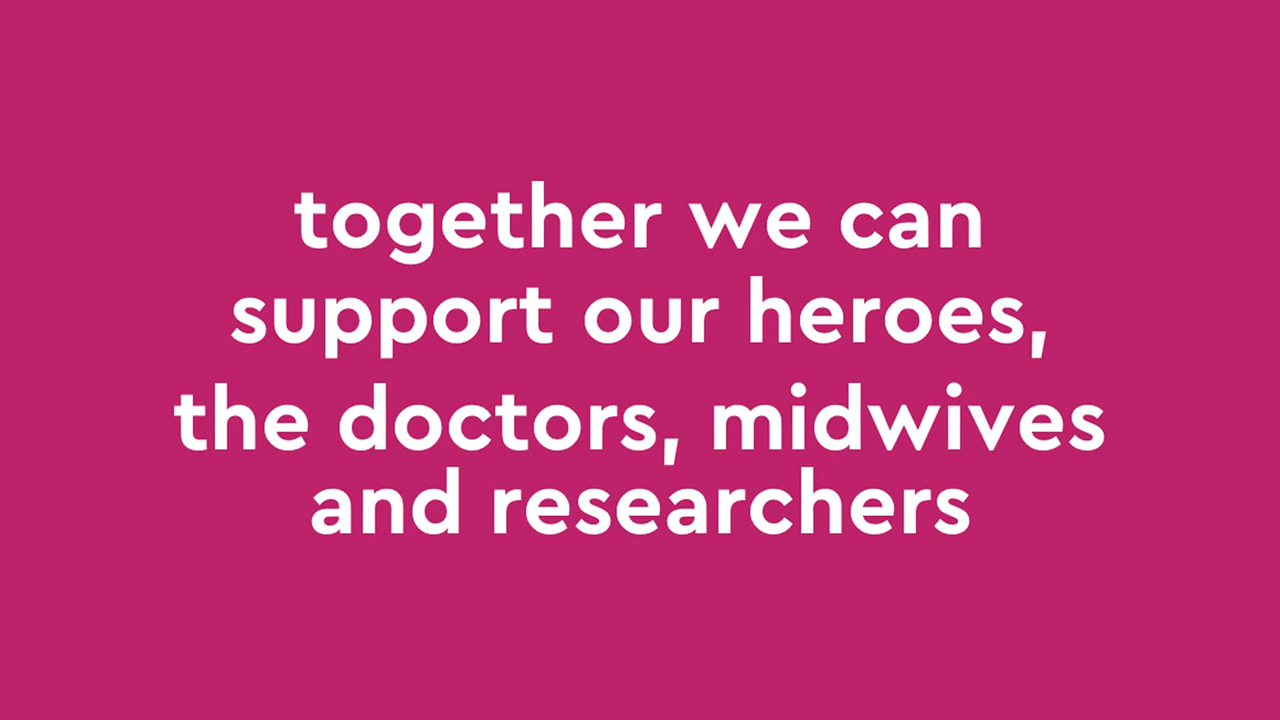 together we can
support our heroes,
the doctors, midwives
and researchers